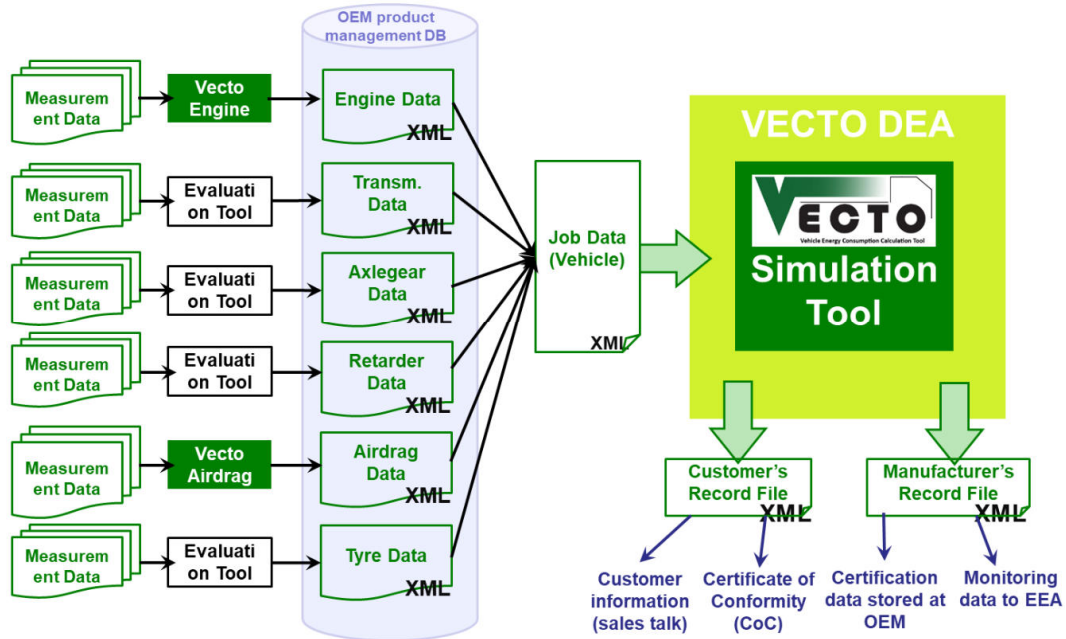 OEM product
management DB
Measurem
ent Data
Vecto
Engine
Engine Data
XML
Measurem
ent Data
Evaluati
on Tool
Transm.
Data
XML
Measurem
ent Data
Evaluati
on Tool
Axlegear
Data
XML
Measurem
ent Data
Evaluati
on Tool
Retarder
Data
XML
Measurem
ent Data
Vecto
Airdrag
Airdrag
Data
XML
Measurem
ent Data
Evaluati
on Tool
Tyre Data
XML
Job Data
(Vehicle)
XML
VECTO DEA
VECTO
Vehicle Energy Consumption Calculation Tool
Simulation
Tool
Customer's
Record File
XML
Manufacturer's
Record File
XML
Customer
information
(sales talk)
Certificate of
Conformity
(CoC)
Certification
data stored at
OEM
Monitoring
data to EEA